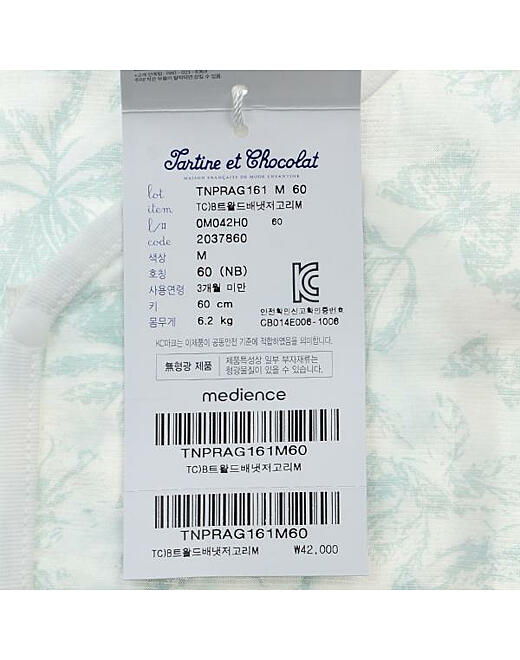 Tartine et Chocolat
MAISON FRANÇAISE DE MODE ENFANTINE
lot TNPRAG161 M 60
item TC)B트왈드배냇저고리M
l/# 0M042H0 60
code 2037860
색상 M
호칭 60 (NB)
사용연령 3개월 미만
키 60 cm
몸무게 6.2 kg
안전확인신고확인증번호
CB014E006-1006
KC마크는 이제품이 공통안전 기준에 적합하였음을 의미합니다.
無형광 제품
제품특성상 일부 부자재류는
형광물질이 있을 수 있습니다.
medience
TNPRAG161M60
TC)B트왈드배냇저고리M
TNPRAG161M60
TC)B트왈드배냇저고리M ₩42,000